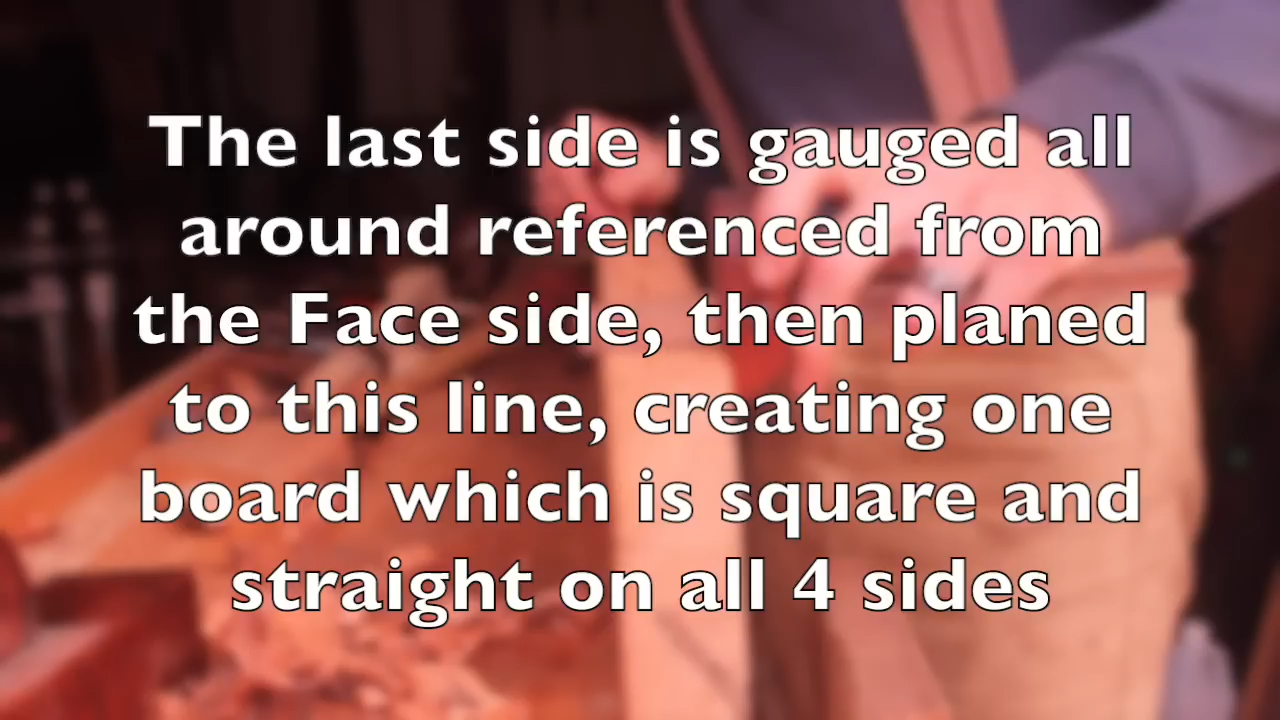 The last side is gauged all
around referenced from
the Face side, then planed
to this line, creating one
board which is square and
straight on all 4 sides